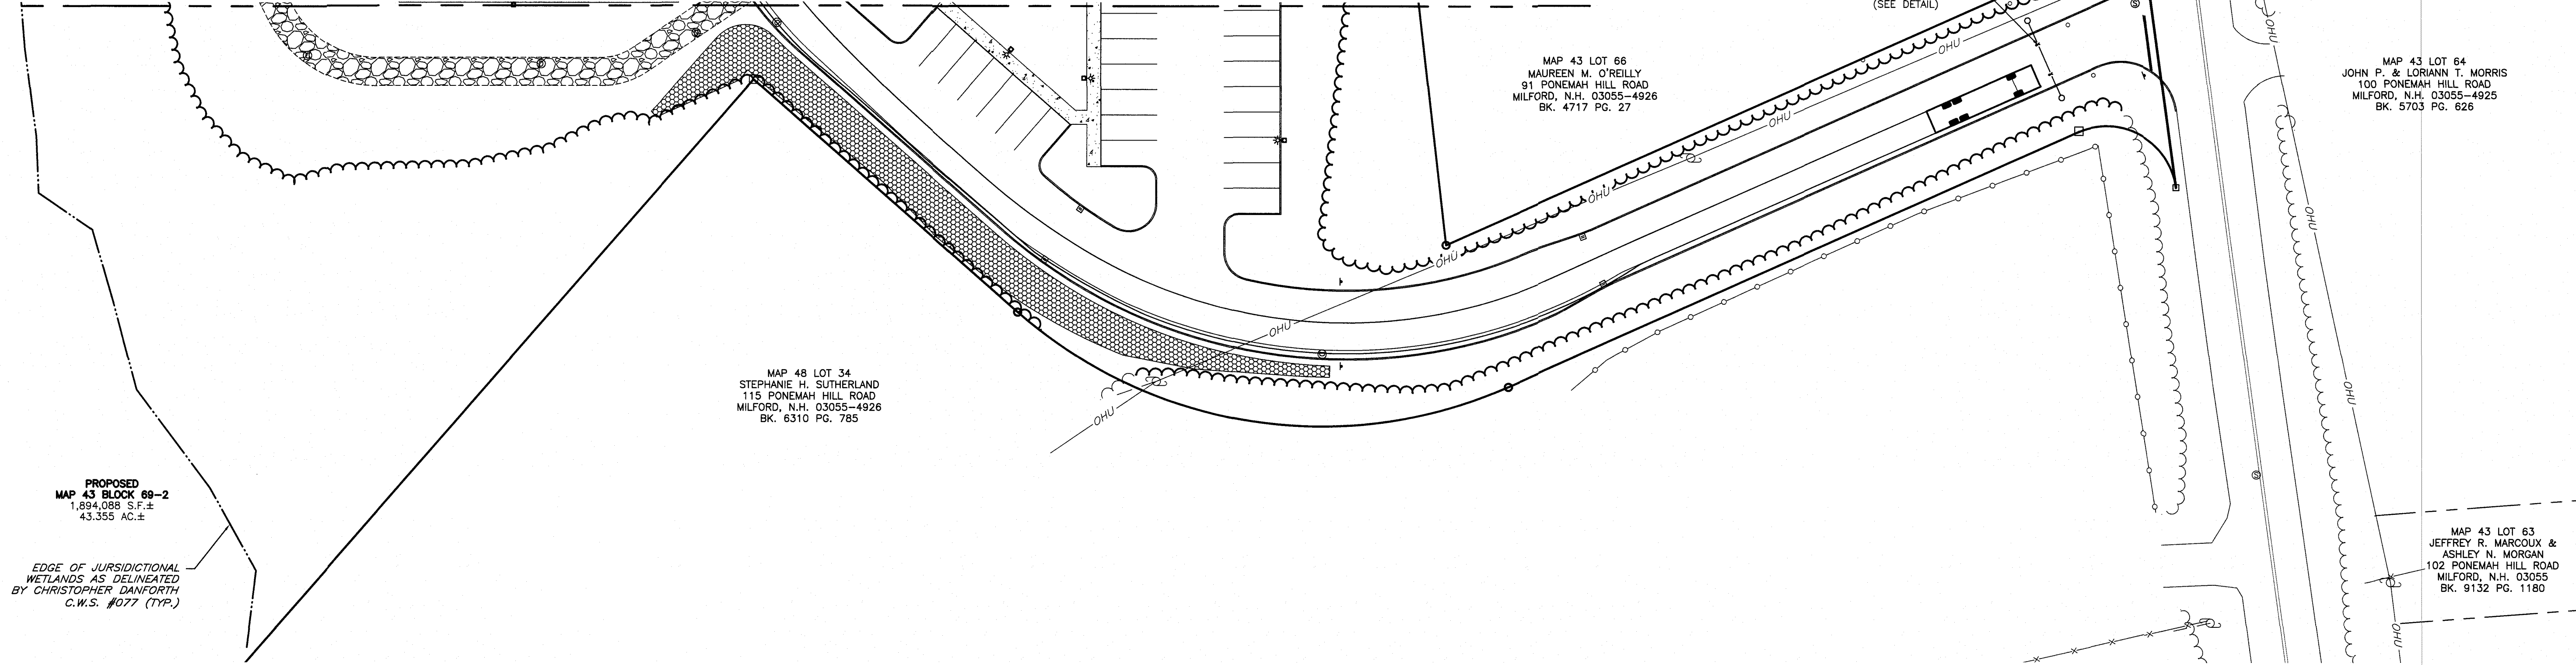 (SEE DETAIL)
MAP 43 LOT 66
MAUREEN M. O'REILLY
91 PONEMAH HILL ROAD
MILFORD, N.H. 03055-4926
BK. 4717 PG. 27
MAP 43 LOT 64
JOHN P. & LORIANN T. MORRIS
100 PONEMAH HILL ROAD
MILFORD, N.H. 03055-4925
BK. 5703 PG. 626
OHU
OHU
OHU
OHU
OHU
OHU
OHU
OHU
OHU
OHU
S
S
MAP 48 LOT 34
STEPHANIE H. SUTHERLAND
115 PONEMAH HILL ROAD
MILFORD, N.H. 03055-4926
BK. 6310 PG. 785
PROPOSED
MAP 43 BLOCK 69-2
1,894,088 S.F.±
43.355 AC.±
EDGE OF JURSIDICTIONAL
WETLANDS AS DELINEATED
BY CHRISTOPHER DANFORTH
C.W.S. #077 (TYP.)
MAP 43 LOT 63
JEFFREY R. MARCOUX &
ASHLEY N. MORGAN
102 PONEMAH HILL ROAD
MILFORD, N.H. 03055
BK. 9132 PG. 1180